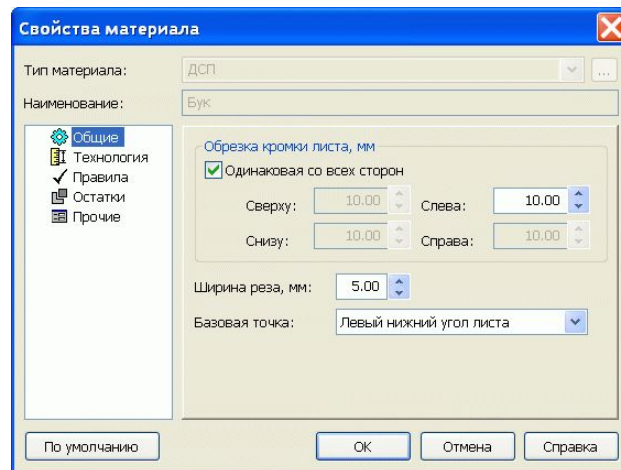 Свойства материала
Тип материала: ДСП ...
Наименование: Бук
Общие
Технология
Правила
Остатки
Прочие
Обрезка кромки листа, мм
Одинаковая со всех сторон
Сверху: 10.00 Слева: 10.00
Снизу: 10.00 Справа: 10.00
Ширина реза, мм: 5.00
Базовая точка: Левый нижний угол листа
По умолчанию ОК Отмена Справка